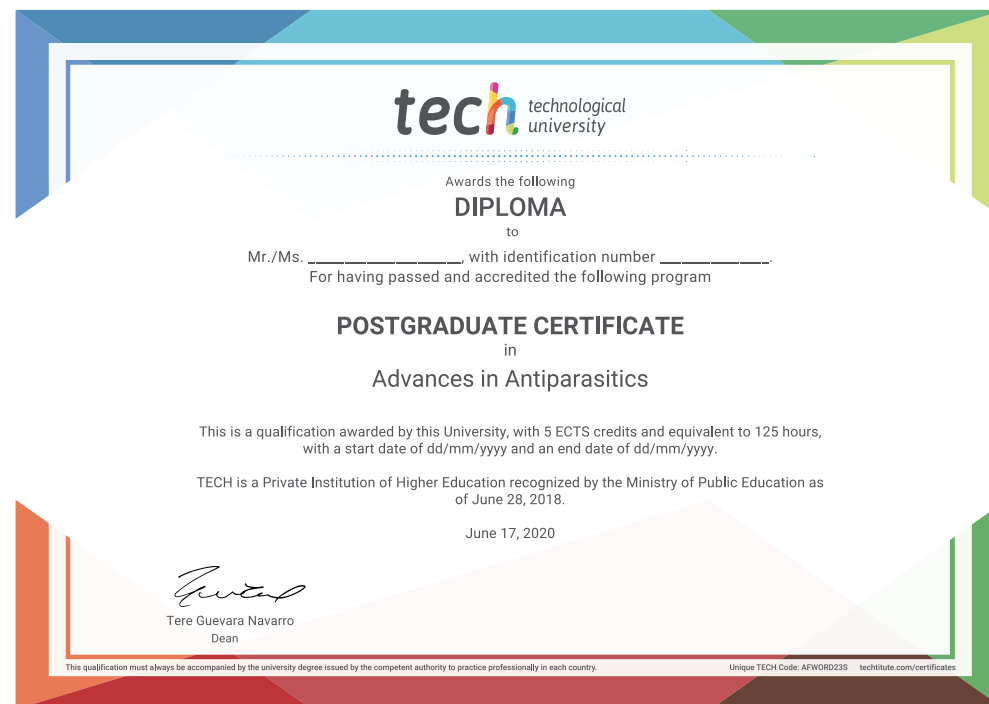 tech technological
university
Awards the following
DIPLOMA
to
Mr./Ms. ____________________, with identification number ______________.
For having passed and accredited the following program
POSTGRADUATE CERTIFICATE
in
Advances in Antiparasitics
This is a qualification awarded by this University, with 5 ECTS credits and equivalent to 125 hours,
with a start date of dd/mm/yyyy and an end date of dd/mm/yyyy.
TECH is a Private Institution of Higher Education recognized by the Ministry of Public Education as
of June 28, 2018.
June 17, 2020
Tere Guevara Navarro
Dean
This qualification must always be accompanied by the university degree issued by the competent authority to practice professionally in each country.
Unique TECH Code: AFWORD23S techtitute.com/certificates